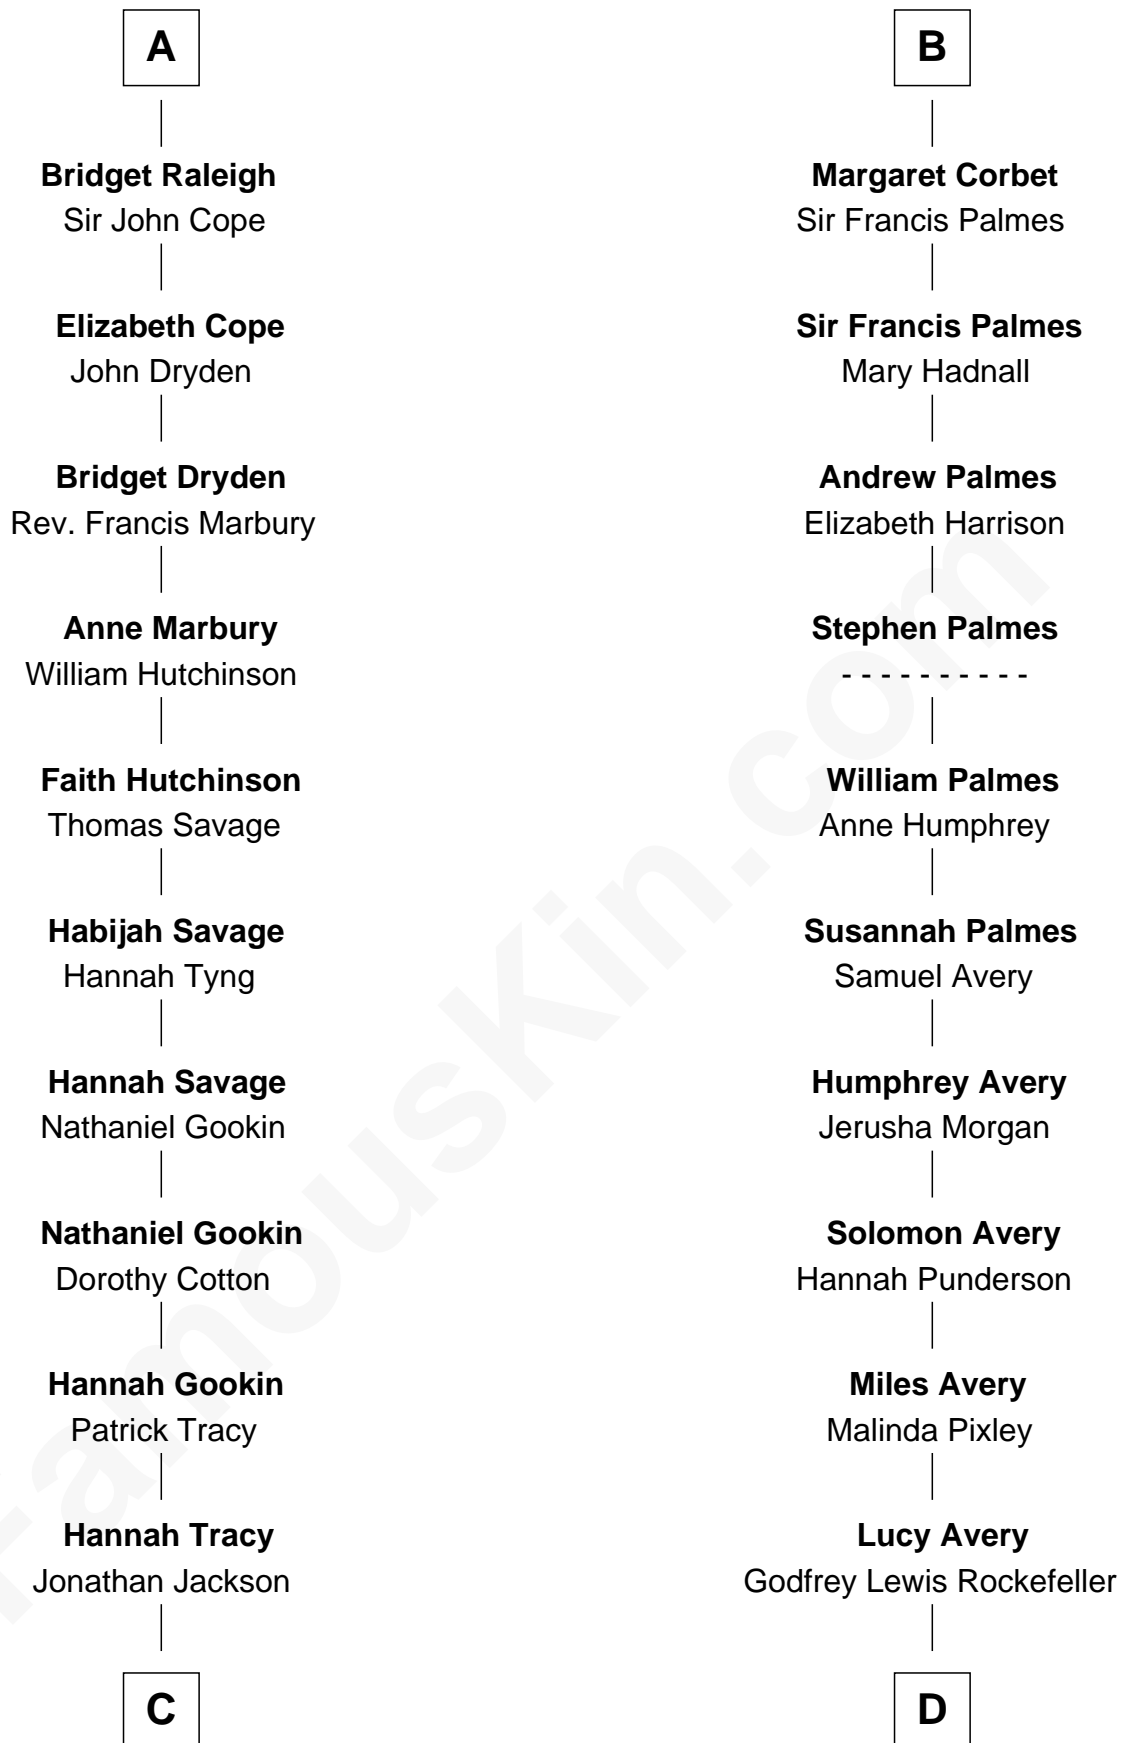 A
Bridget Raleigh
Sir John Cope
Elizabeth Cope
John Dryden
Bridget Dryden
Rev. Francis Marbury
Anne Marbury
William Hutchinson
Faith Hutchinson
Thomas Savage
Habijah Savage
Hannah Tyng
Hannah Savage
Nathaniel Gookin
Nathaniel Gookin
Dorothy Cotton
Hannah Gookin
Patrick Tracy
Hannah Tracy
Jonathan Jackson
C
B
Margaret Corbet
Sir Francis Palmes
Sir Francis Palmes
Mary Hadnall
Andrew Palmes
Elizabeth Harrison
Stephen Palmes
- - - - - - - - - -
William Palmes
Anne Humphrey
Susannah Palmes
Samuel Avery
Humphrey Avery
Jerusha Morgan
Solomon Avery
Hannah Punderson
Miles Avery
Malinda Pixley
Lucy Avery
Godfrey Lewis Rockefeller
D
FamousKin.com